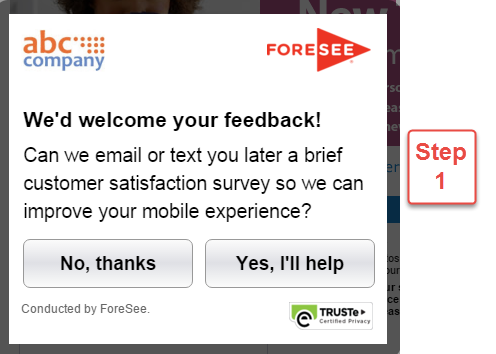 abc
company
FORESEE
We'd welcome your feedback!
Can we email or text you later a brief
customer satisfaction survey so we can
improve your mobile experience?
No, thanks
Yes, I'll help
Conducted by ForeSee.
TRUSTe
Certified Privacy
Step
1
Now